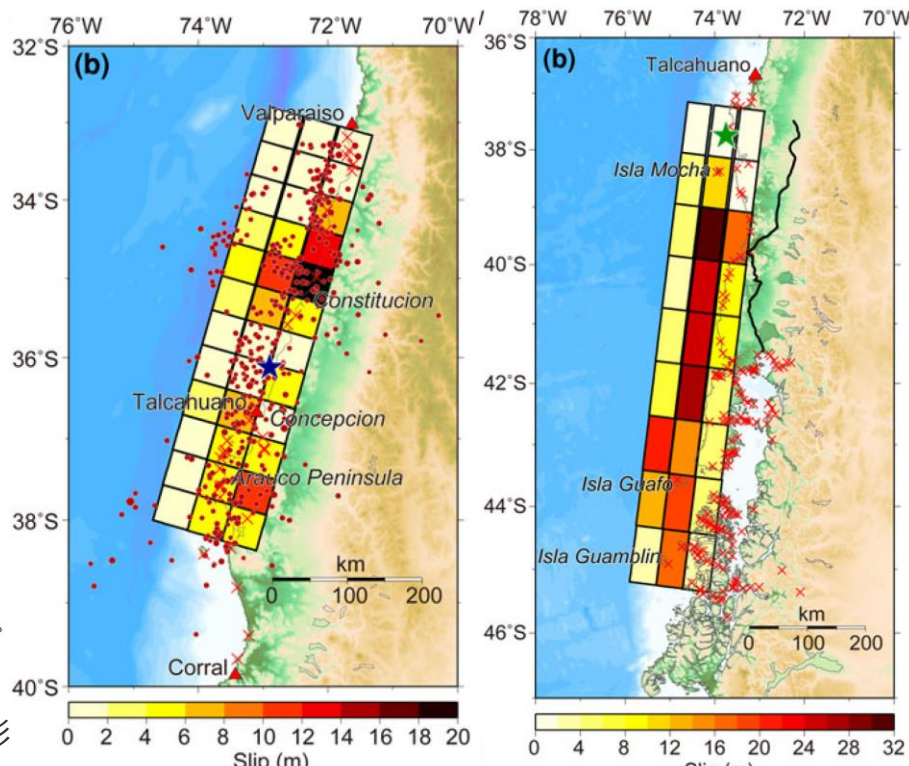 76°W 74°W 72°W 70°W
32°S
(b)
Valparaiso
34°S
Constitucion
36°S
Talcahuano
Concepcion
Arauco Peninsula
38°S
km
0 100 200
Corral
40°S
0 2 4 6 8 10 12 14 16 18 20
Slip (m)
78°W 76°W 74°W 72°W 70°W
36°S
(b)
Talcahuano
38°S
Isla Mocha
40°S
42°S
44°S
Isla Guafo
Isla Guamblin
km
0 100 200
46°S
0 4 8 12 16 20 24 28 32
Slip (m)